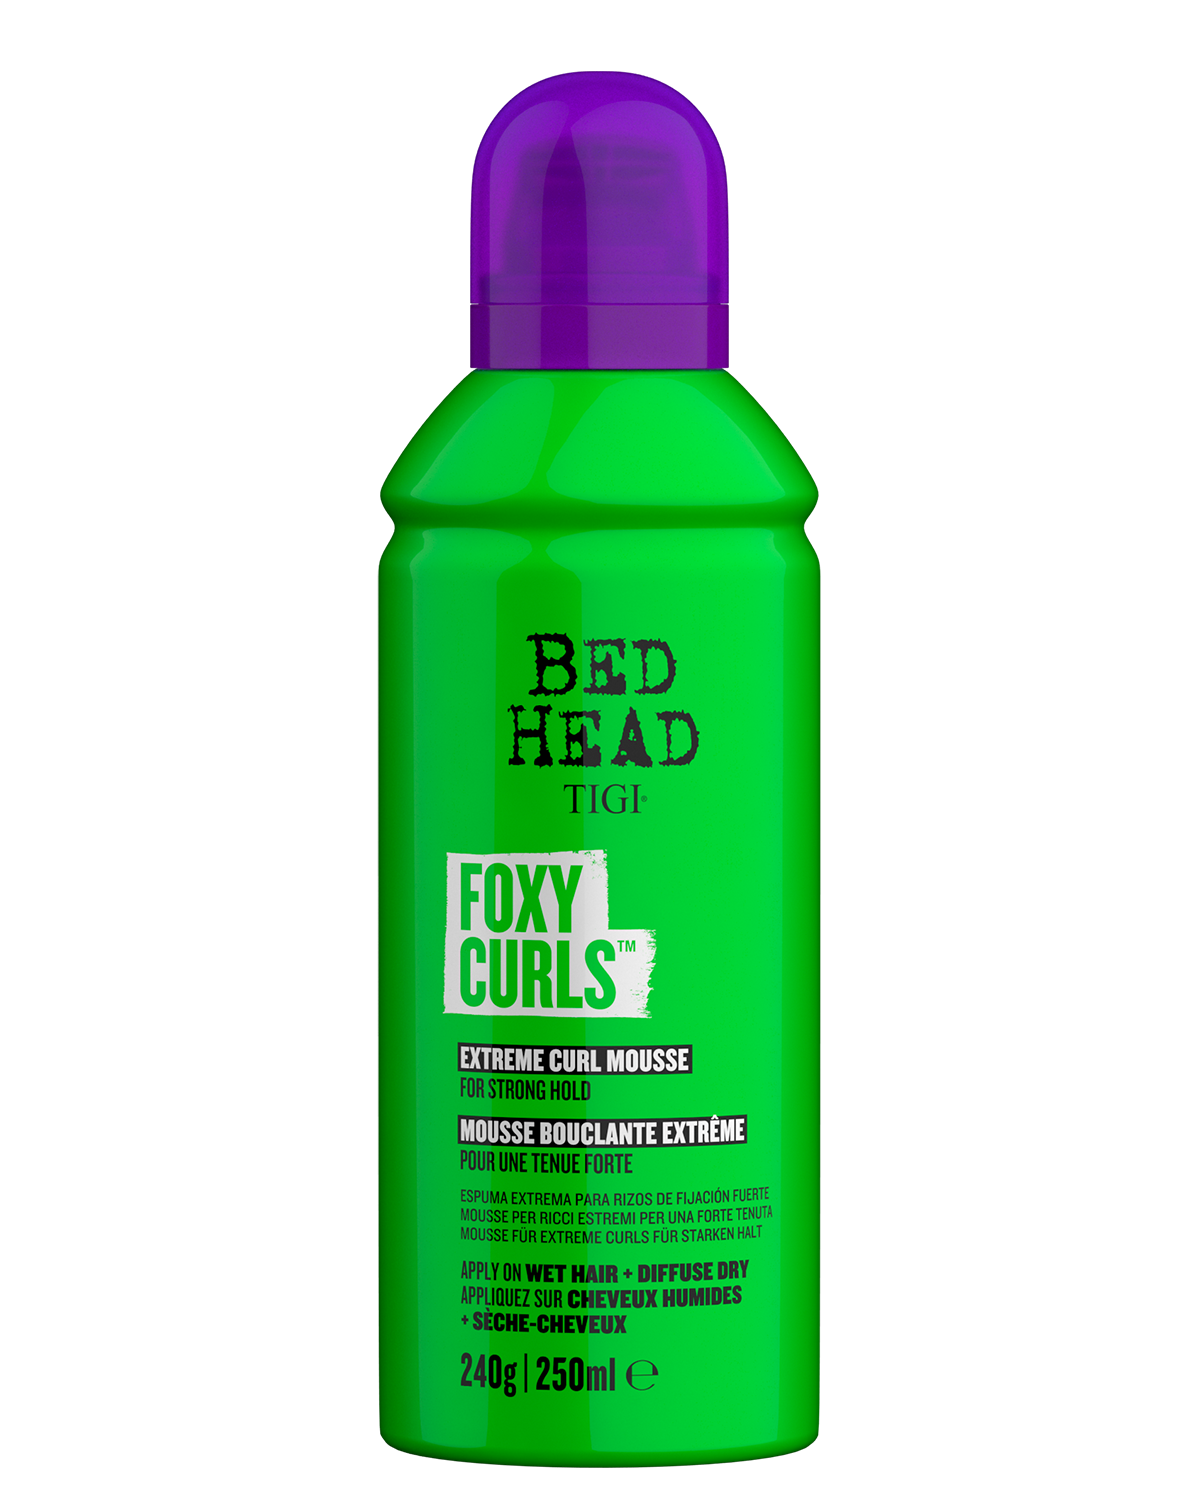 BED
HEAD
TIGI®
FOXY
CURLS™
EXTREME CURL MOUSSE
FOR STRONG HOLD
MOUSSE BOUCLANTE EXTRÊME
POUR UNE TENUE FORTE
ESPUMA EXTREMA PARA RIZOS DE FIJACIÓN FUERTE
MOUSSE PER RICCI ESTREMI PER UNA FORTE TENUTA
MOUSSE FÜR EXTREME CURLS FÜR STARKEN HALT
APPLY ON WET HAIR + DIFFUSE DRY
APPLIQUEZ SUR CHEVEUX HUMIDES
+ SÈCHE-CHEVEUX
240g | 250ml ℮